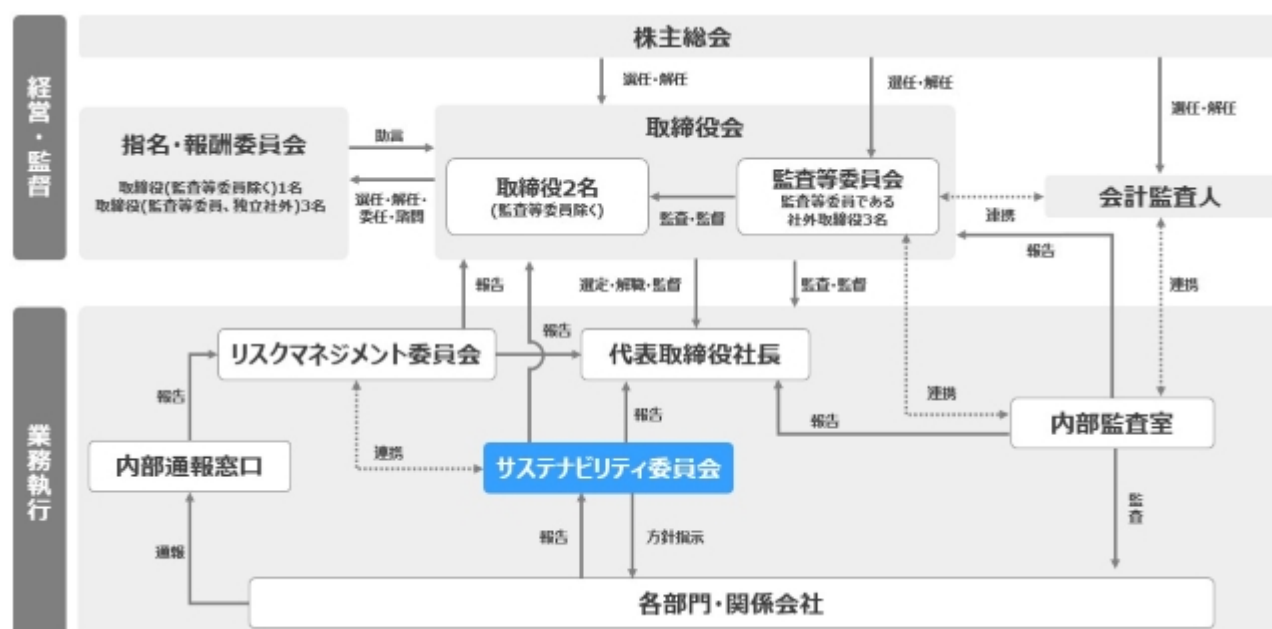 経営・監督
株主総会
選任・解任
選任・解任
選任・解任
指名・報酬委員会
取締役(監査等委員除く)1名
取締役(監査等委員、独立社外)3名
助言
選任・解任・
委任・諮問
取締役会
取締役2名
(監査等委員除く)
監査・監督
監査等委員会
監査等委員である
社外取締役3名
連携
会計監査人
報告
連携
報告
選定・解職・監督
監査・監督
業務執行
リスクマネジメント委員会
報告
代表取締役社長
報告
連携
報告
報告
内部監査室
内部通報窓口
連携
サステナビリティ委員会
監査
通報
報告
方針指示
各部門・関係会社